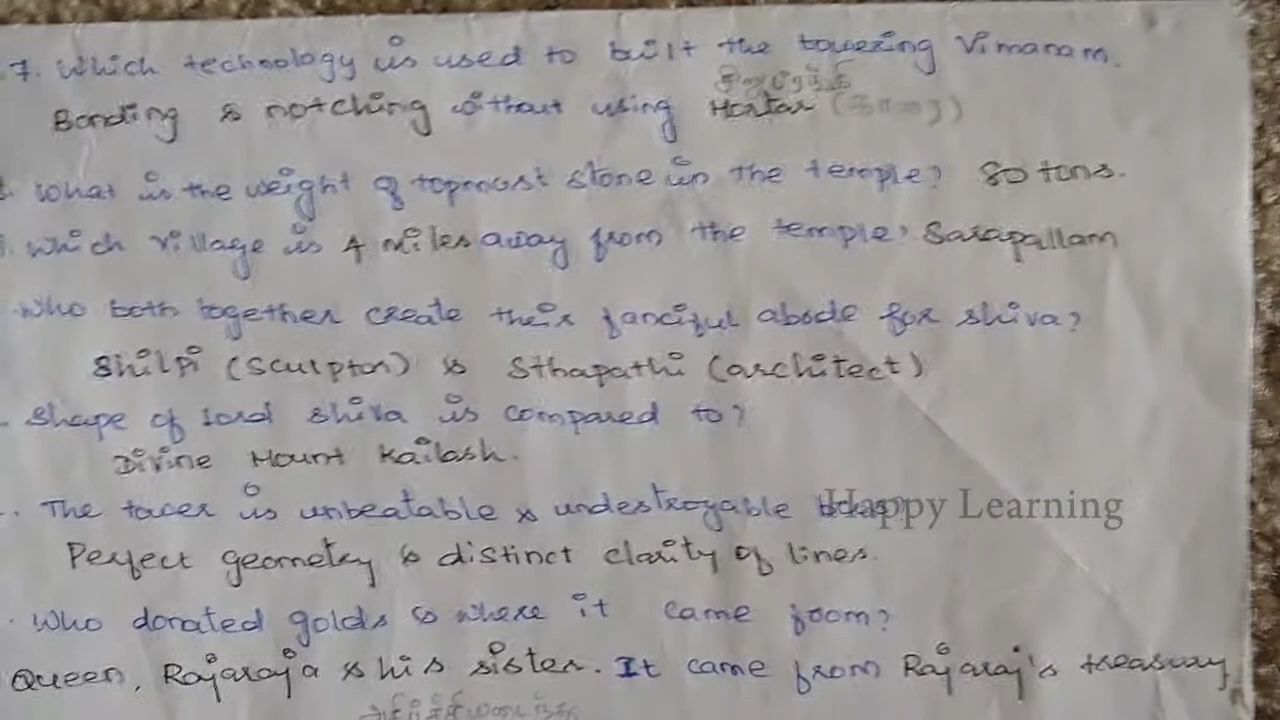 7. Which technology is used to built the towering Vimanam.
Bonding & notching without using Mortar
What is the weight of topmost stone in the temple? 80 tons.
Which village is 4 miles away from the temple? Sarapallam
Who both together create their fanciful abode for shiva?
Shilpi (Sculptor) & Sthapathi (architect)
Shape of lord shiva is compared to?
Divine Mount Kailash.
The tower is unbeatable & undestroyable
Happy Learning
Perfect geometry & distinct clarity of lines.
Who donated golds & where it came from?
Queen, Rajaraja & his sister. It came from Rajaraj's treasury